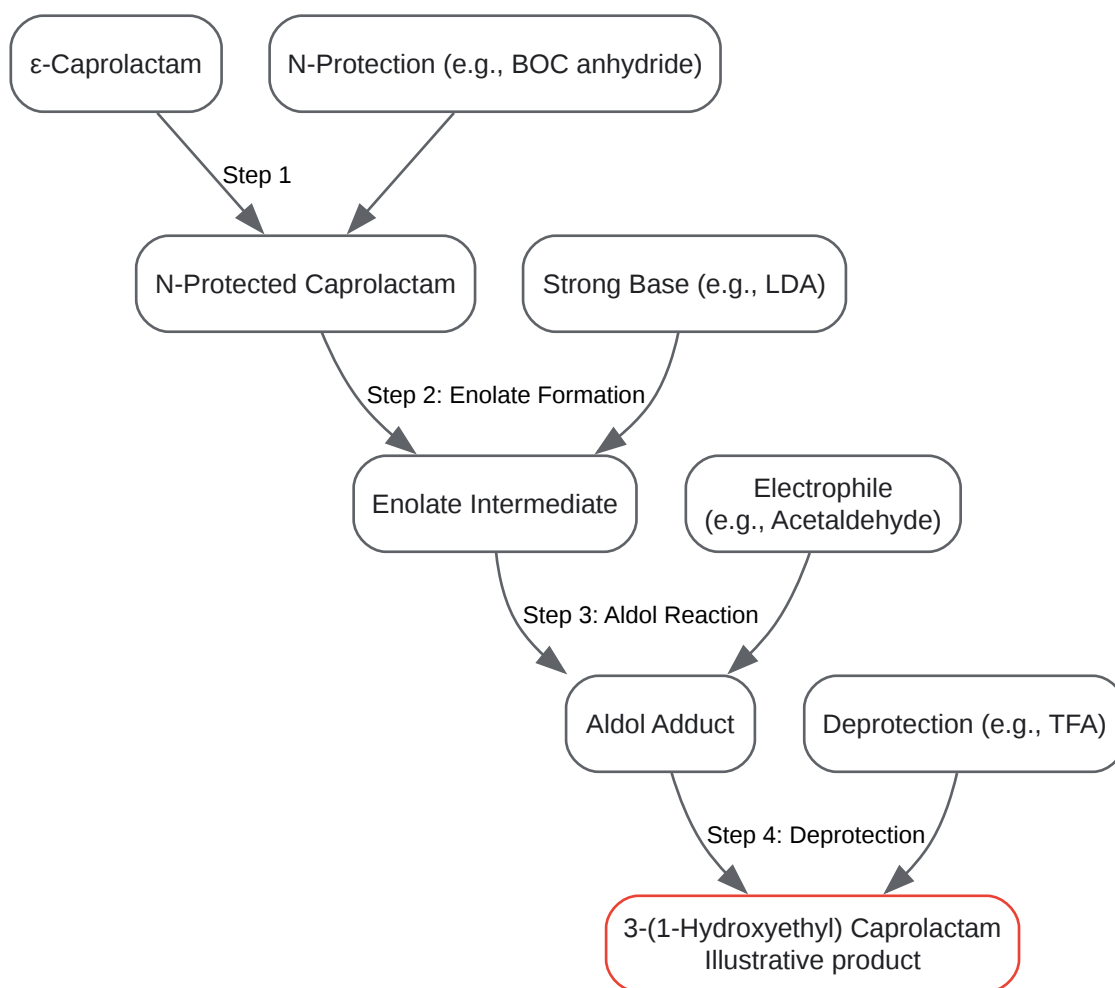 ε-Caprolactam
N-Protection (e.g., BOC anhydride)
Step 1
N-Protected Caprolactam
Strong Base (e.g., LDA)
Step 2: Enolate Formation
Enolate Intermediate
Electrophile
(e.g., Acetaldehyde)
Step 3: Aldol Reaction
Aldol Adduct
Deprotection (e.g., TFA)
Step 4: Deprotection
3-(1-Hydroxyethyl) Caprolactam
Illustrative product